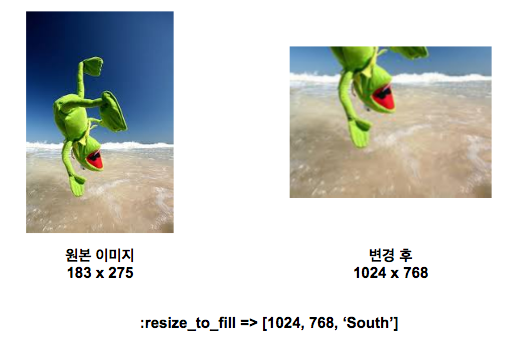 원본 이미지
183 x 275
변경 후
1024 x 768
:resize_to_fill => [1024, 768, ‘South’]